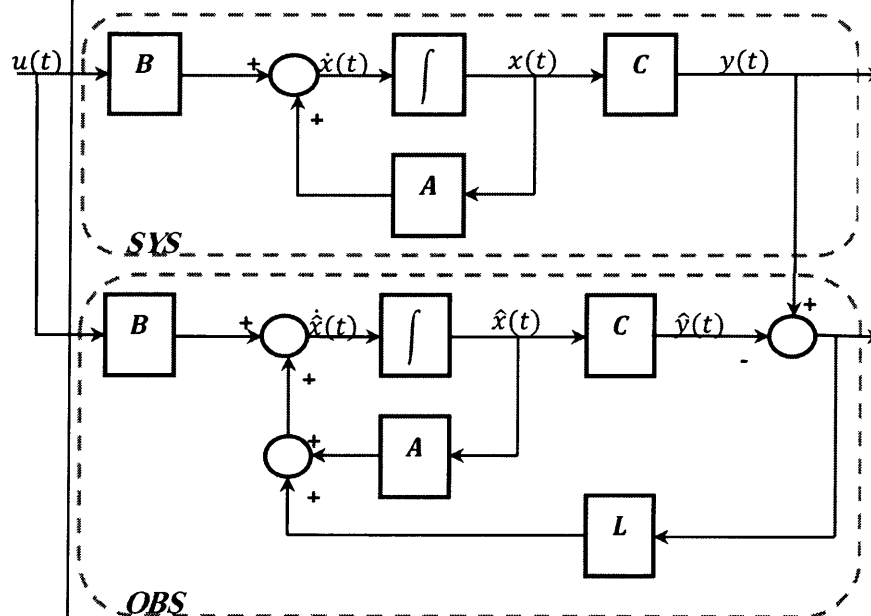 u(t) B + ẋ(t) ∫ x(t) C y(t)
+
A
SYS
+
B + x̂̇(t) ∫ x̂(t) C ŷ(t)
-
+
+ A
+
L
OBS